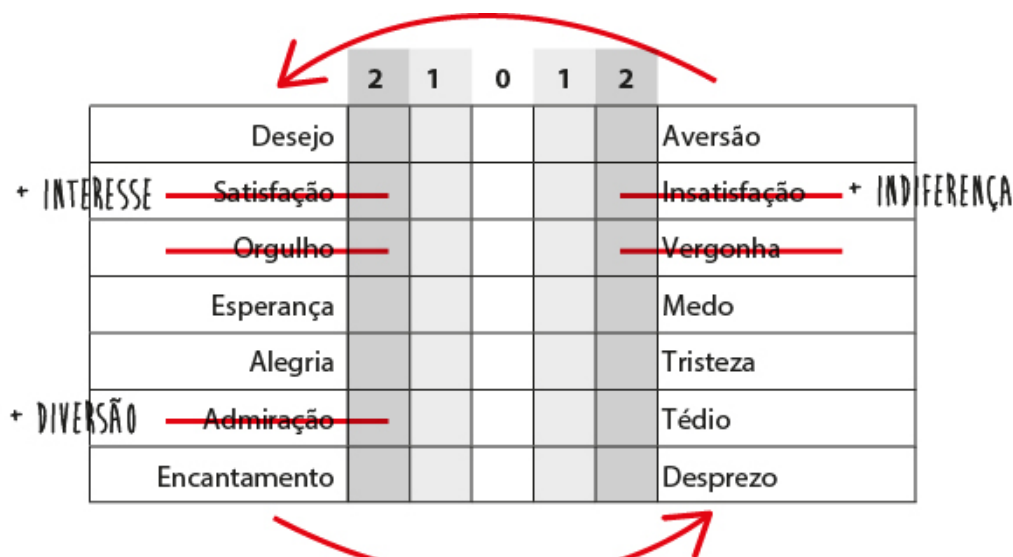 2 1 0 1 2
Desejo Aversão
+ INTERESSE Satisfação Insatisfação + INDIFERENÇA
Orgulho Vergonha
Esperança Medo
Alegria Tristeza
+ DIVERSÃO Admiração Tédio
Encantamento Desprezo